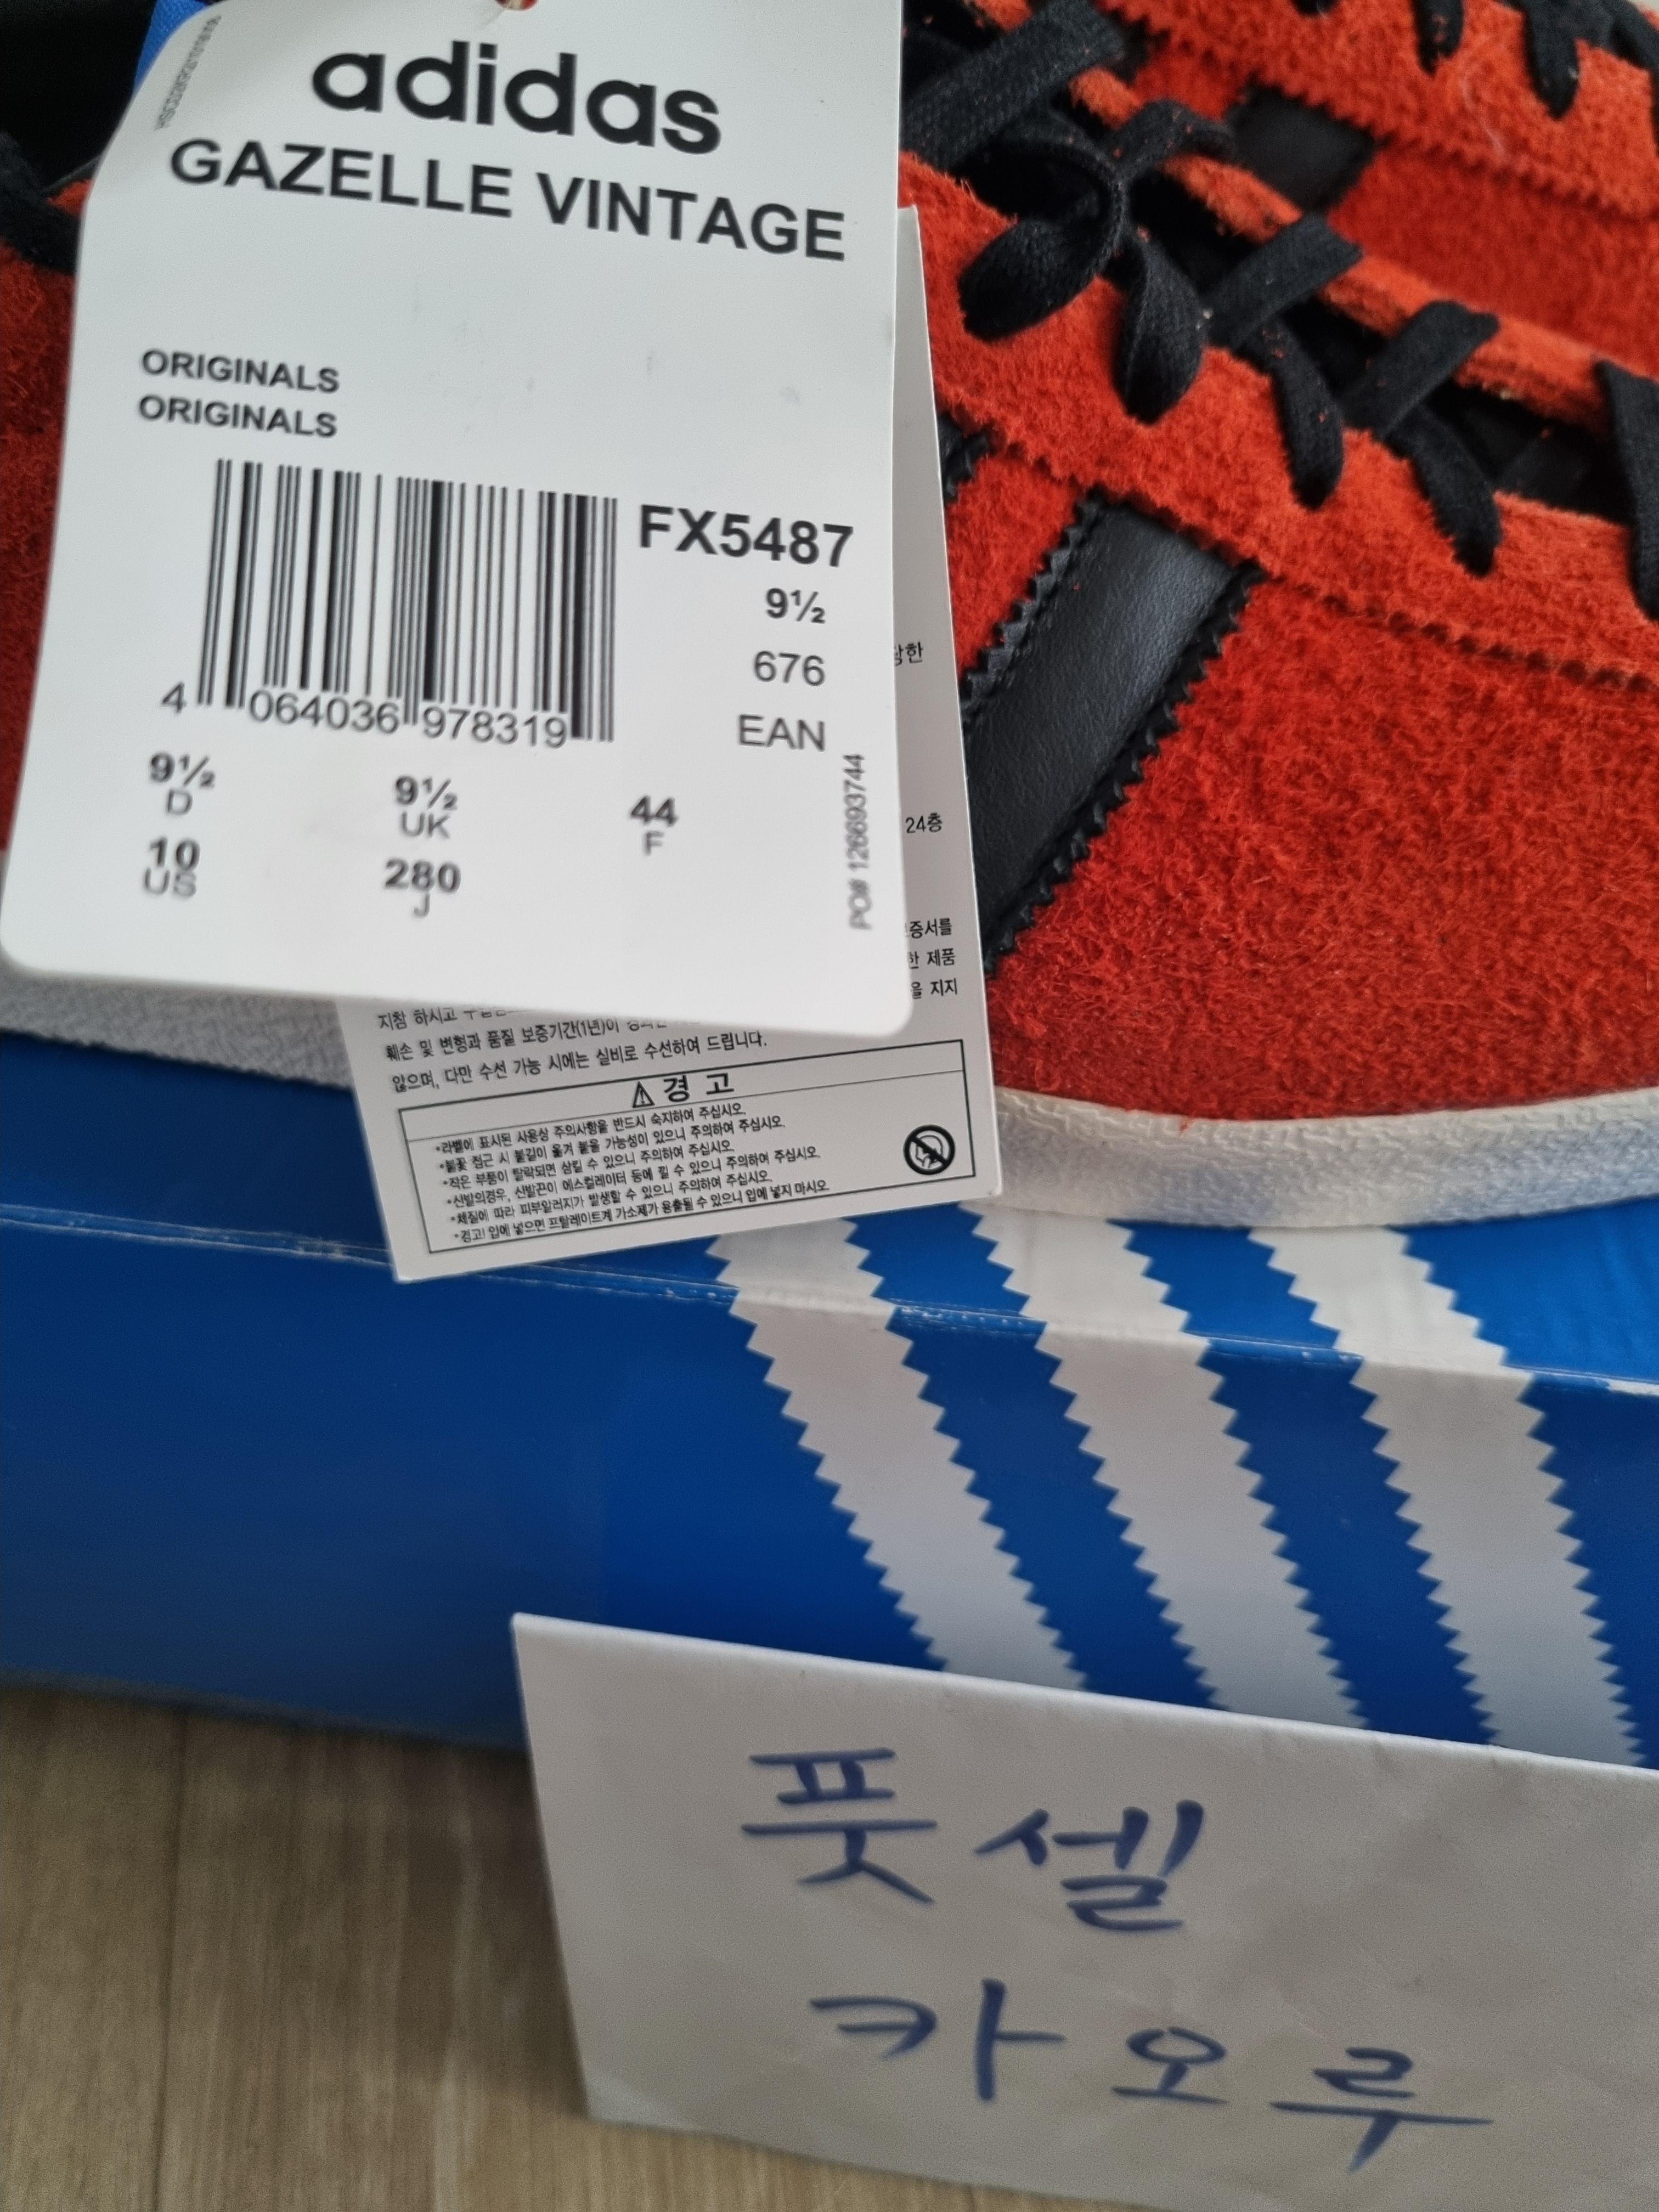 adidas
GAZELLE VINTAGE
ORIGINALS
ORIGINALS
FX5487
9½
676
EAN
4 064036 978319
9½ D
9½ UK
44 F
10 US
280 J
PO# 126693744
24층
증서를
한 제품
을 지지
지참 하시고
훼손 및 변형과 품질 보증기간(1년)이
않으며, 다만 수선 가능 시에는 실비로 수선하여 드립니다.
⚠경 고
•라벨에 표시된 사용상 주의사항을 반드시 숙지하여 주십시오.
•불꽃 접근 시 불길이 옮겨 붙을 가능성이 있으니 주의하여 주십시오.
•작은 부품이 탈락되면 삼킬 수 있으니 주의하여 주십시오.
•신발의경우, 신발끈이 에스컬레이터 등에 낄 수 있으니 주의하여 주십시오.
•체질에 따라 피부알러지가 발생할 수 있으니 주의하여 주십시오.
•경고! 입에 넣으면 프탈레이트계 가소제가 용출될 수 있으니 입에 넣지 마시오.
풋셀
카오루